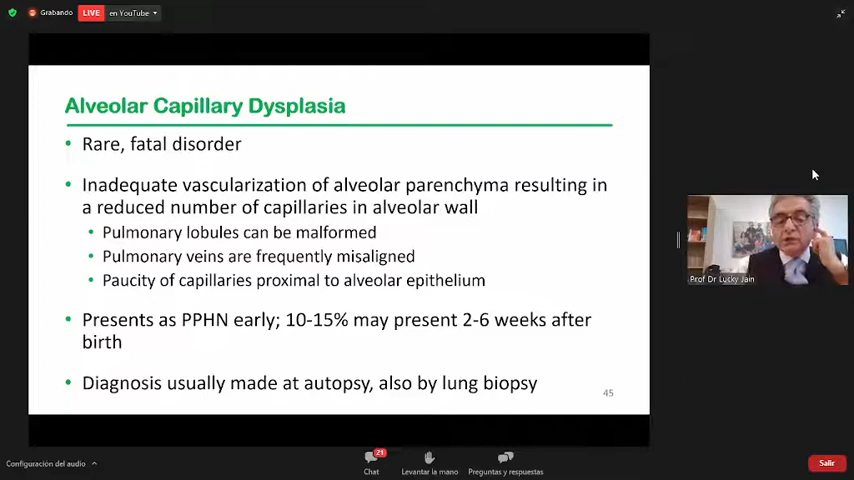 Grabando
LIVE
en YouTube
Alveolar Capillary Dysplasia
• Rare, fatal disorder
• Inadequate vascularization of alveolar parenchyma resulting in
a reduced number of capillaries in alveolar wall
• Pulmonary lobules can be malformed
• Pulmonary veins are frequently misaligned
• Paucity of capillaries proximal to alveolar epithelium
• Presents as PPHN early; 10-15% may present 2-6 weeks after
birth
• Diagnosis usually made at autopsy, also by lung biopsy
45
Prof Dr Lucky Jain
Configuración del audio
21
Chat
Levantar la mano
Preguntas y respuestas
Salir